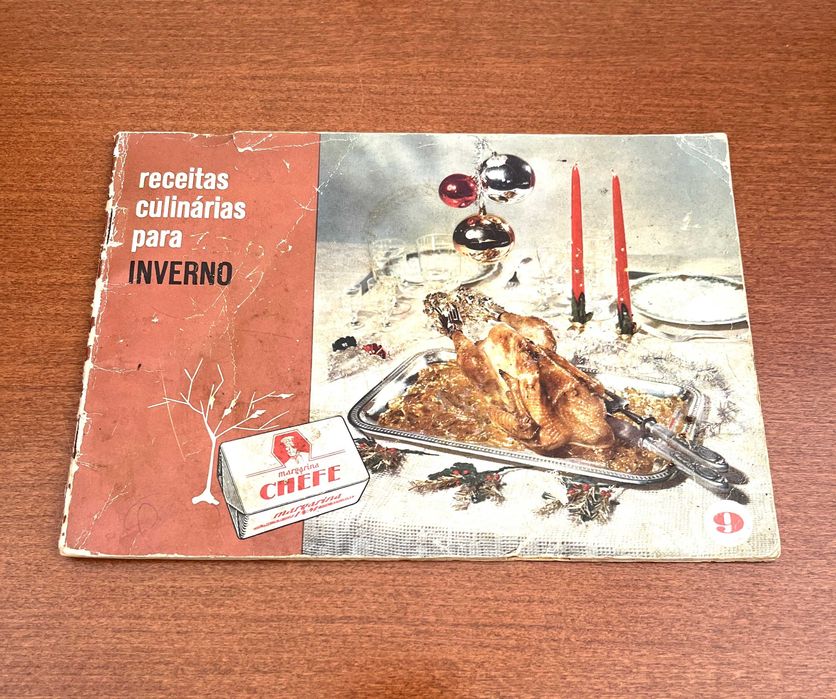 receitas
culinárias
para
INVERNO
margarina
CHEFE
margarina
9